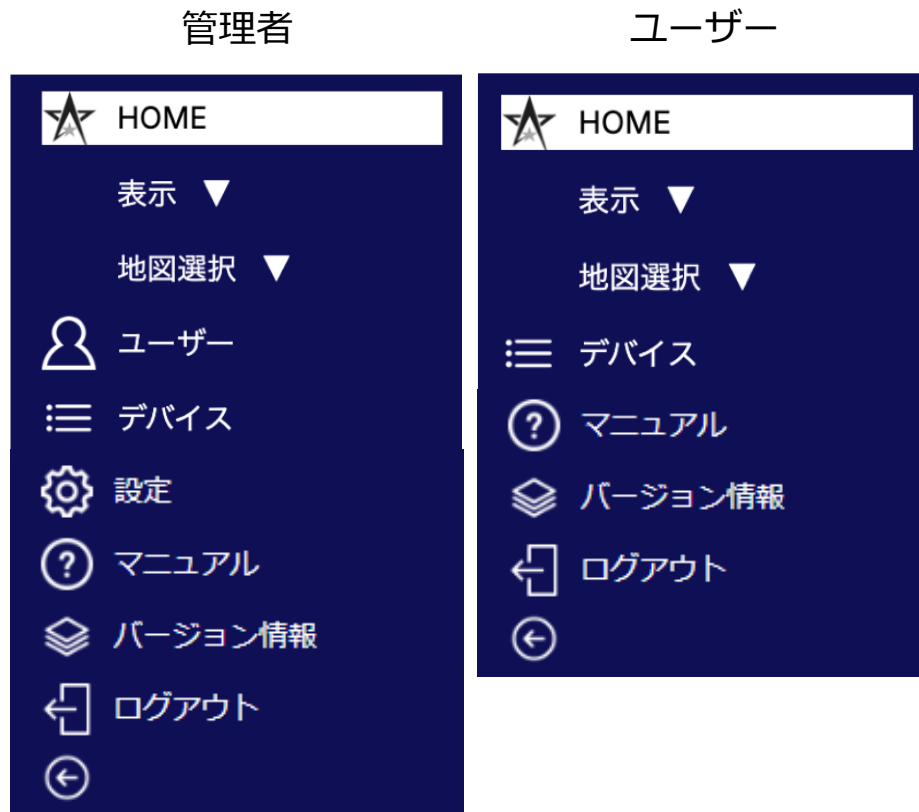 管理者
HOME
表示 ▼
地図選択 ▼
ユーザー
デバイス
設定
マニュアル
バージョン情報
ログアウト
ユーザー
HOME
表示 ▼
地図選択 ▼
デバイス
マニュアル
バージョン情報
ログアウト